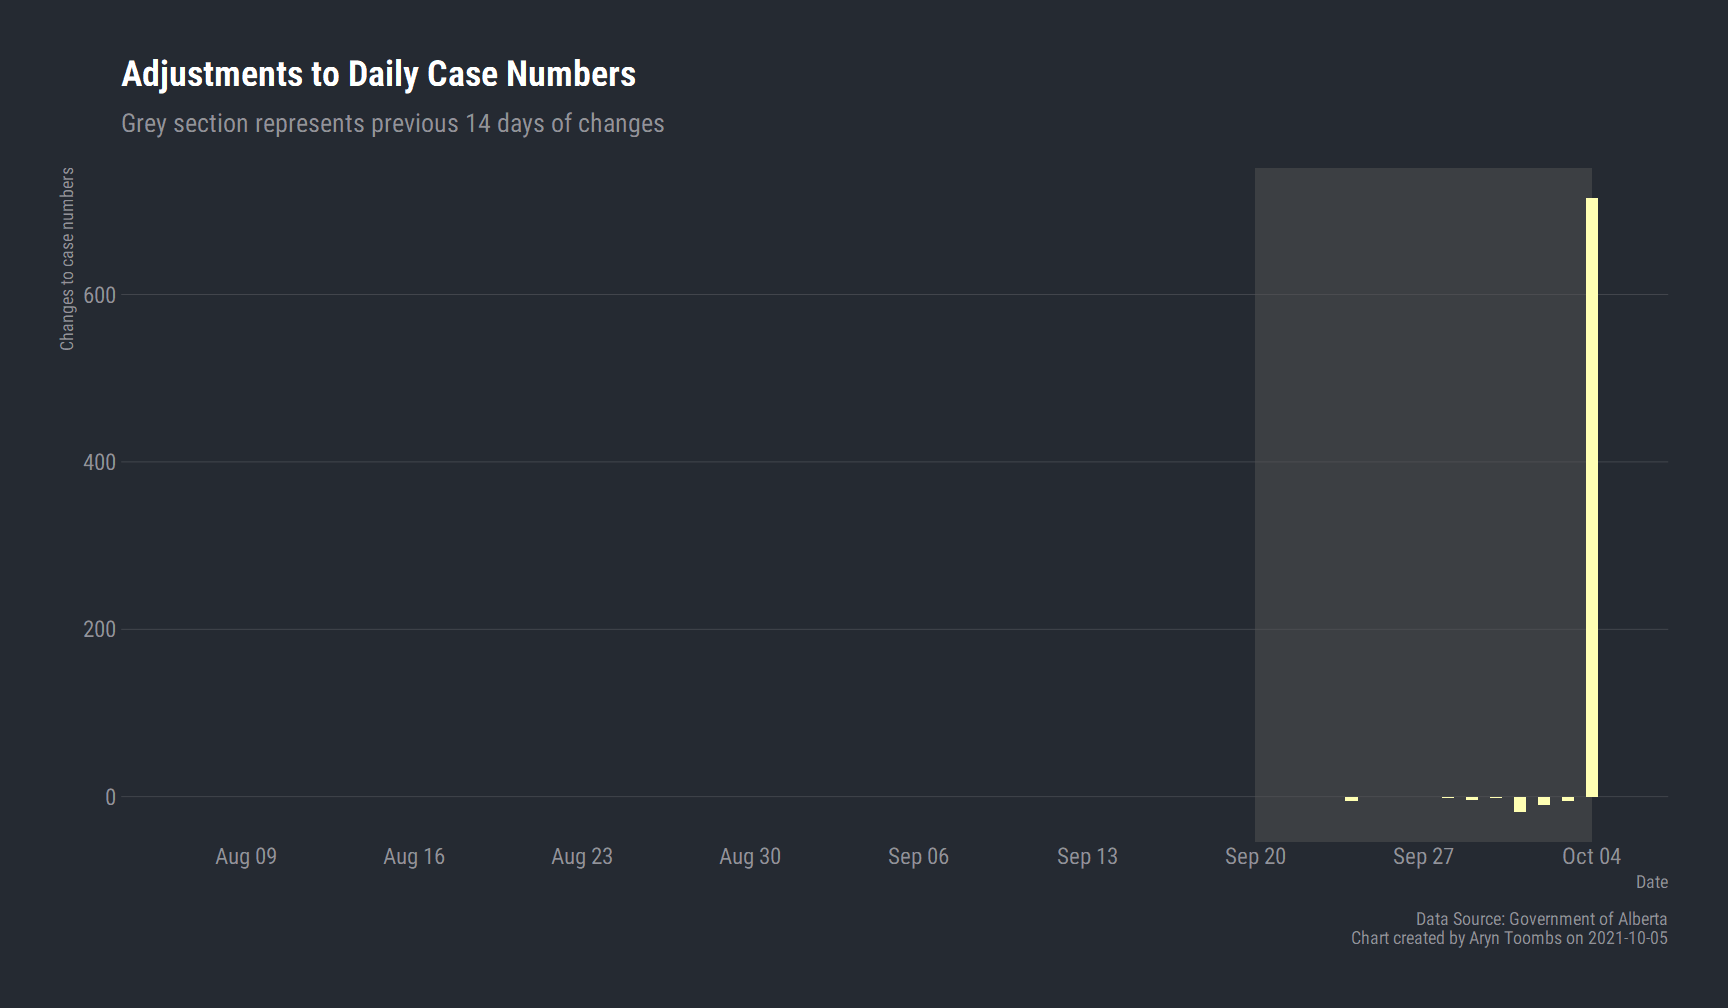 Adjustments to Daily Case Numbers
Grey section represents previous 14 days of changes
Changes to case numbers
600
400
200
0
Aug 09 Aug 16 Aug 23 Aug 30 Sep 06 Sep 13 Sep 20 Sep 27 Oct 04
Date
Data Source: Government of Alberta
Chart created by Aryn Toombs on 2021-10-05